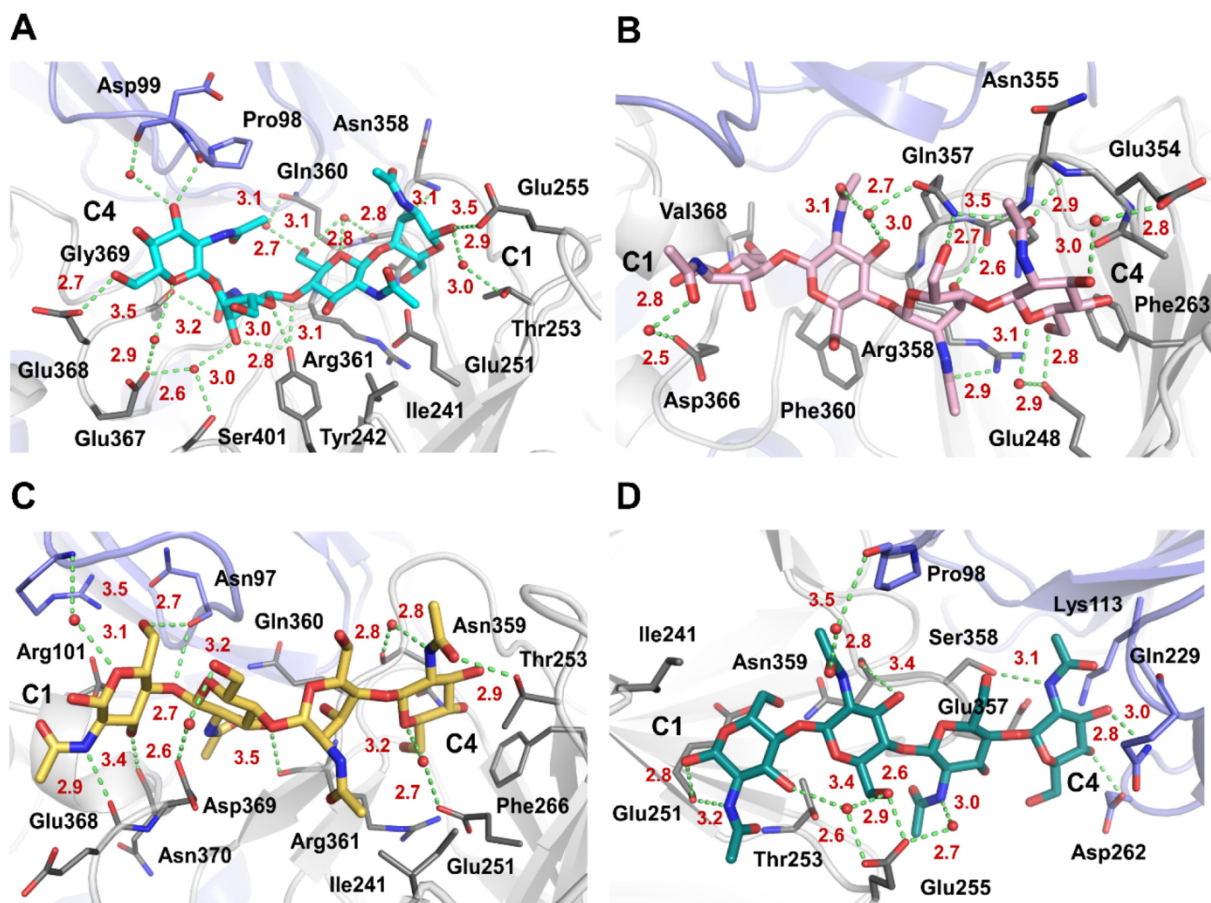 A
Asp99
Pro98
Asn358
Gln360
3.1
3.1
3.5
Glu255
C4
3.1
2.8
2.9
C1
Gly369
2.7
2.8
2.7
3.0
3.5
3.2
3.0
3.1
Thr253
2.9
Arg361
Glu251
Glu368
2.8
3.0
2.6
Ile241
Glu367
Ser401
Tyr242
B
Asn355
Glu354
Gln357
2.7
3.5
Val368
3.1
3.0
2.9
2.7
2.8
C1
3.0
2.6
C4
2.8
Phe263
3.1
Arg358
2.8
2.5
2.9
Asp366
Phe360
2.9
Glu248
C
Asn97
3.5
2.7
2.8
3.1
3.2
Gln360
2.8
Asn359
Arg101
Thr253
C1
2.9
2.7
C4
3.4
2.6
3.5
3.2
2.9
2.7
Phe266
Asp369
Glu368
Arg361
Asn370
Glu251
Ile241
D
Pro98
3.5
Lys113
Ile241
2.8
Ser358
Asn359
3.4
3.1
Gln229
C1
Glu357
3.0
2.8
2.8
3.4
2.6
C4
Glu251
3.2
3.0
2.9
2.6
Thr253
2.7
Asp262
Glu255